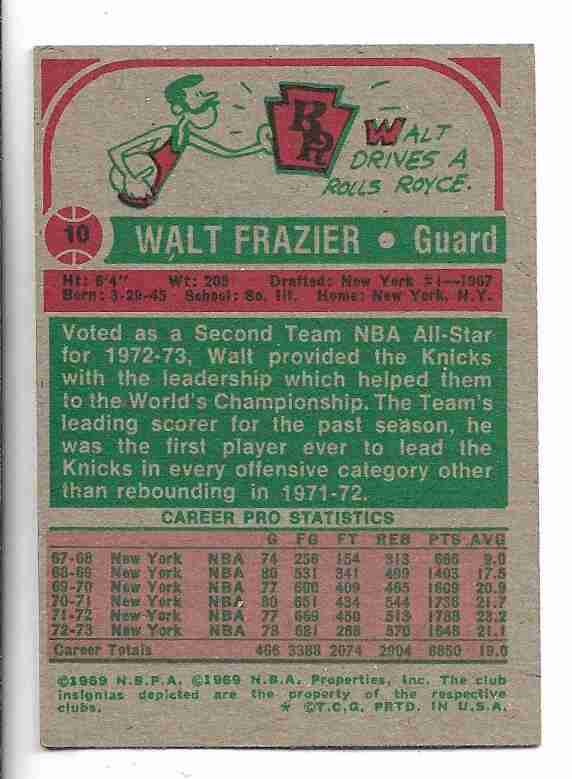 RR
WALT
DRIVES A
ROLLS ROYCE.
10
WALT FRAZIER • Guard
Ht: 6'4" Wt: 205 Drafted: New York #1—1967
Born: 3-29-45 School: So. Ill. Home: New York, N.Y.
Voted as a Second Team NBA All-Star
for 1972-73, Walt provided the Knicks
with the leadership which helped them
to the World's Championship. The Team's
leading scorer for the past season, he
was the first player ever to lead the
Knicks in every offensive category other
than rebounding in 1971-72.
CAREER PRO STATISTICS
G FG FT REB PTS AVG
67-68 New York NBA 74 256 154 313 666 9.0
68-69 New York NBA 80 531 341 499 1403 17.5
69-70 New York NBA 77 600 409 465 1609 20.9
70-71 New York NBA 80 651 434 544 1736 21.7
71-72 New York NBA 77 669 450 513 1788 23.2
72-73 New York NBA 78 681 286 570 1648 21.1
Career Totals 466 3388 2074 2904 8850 19.0
©1969 N.B.P.A. ©1969 N.B.A. Properties, Inc. The club
insignias depicted are the property of the respective
clubs. * ©T.C.G. PRTD. IN U.S.A.